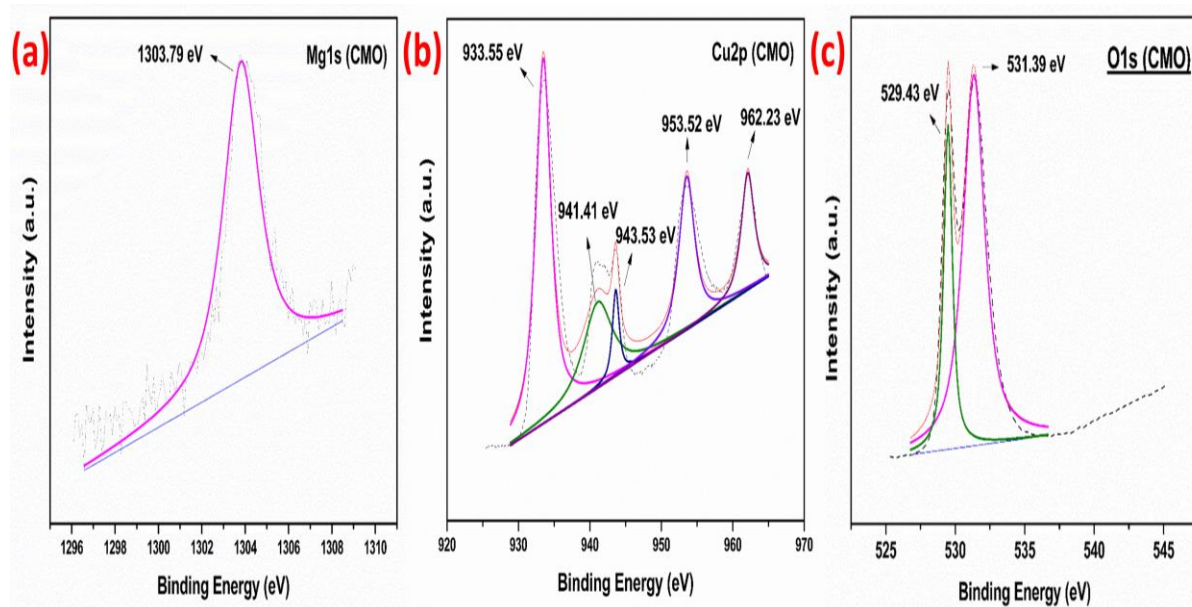 (a)
1303.79 eV
Mg1s (CMO)
Intensity (a.u.)
1296 1298 1300 1302 1304 1306 1308 1310
Binding Energy (eV)
(b)
933.55 eV
Cu2p (CMO)
953.52 eV
962.23 eV
941.41 eV
943.53 eV
Intensity (a.u.)
920 930 940 950 960 970
Binding Energy (eV)
(c)
531.39 eV
O1s (CMO)
529.43 eV
Intensity (a.u.)
525 530 535 540 545
Binding Energy (eV)